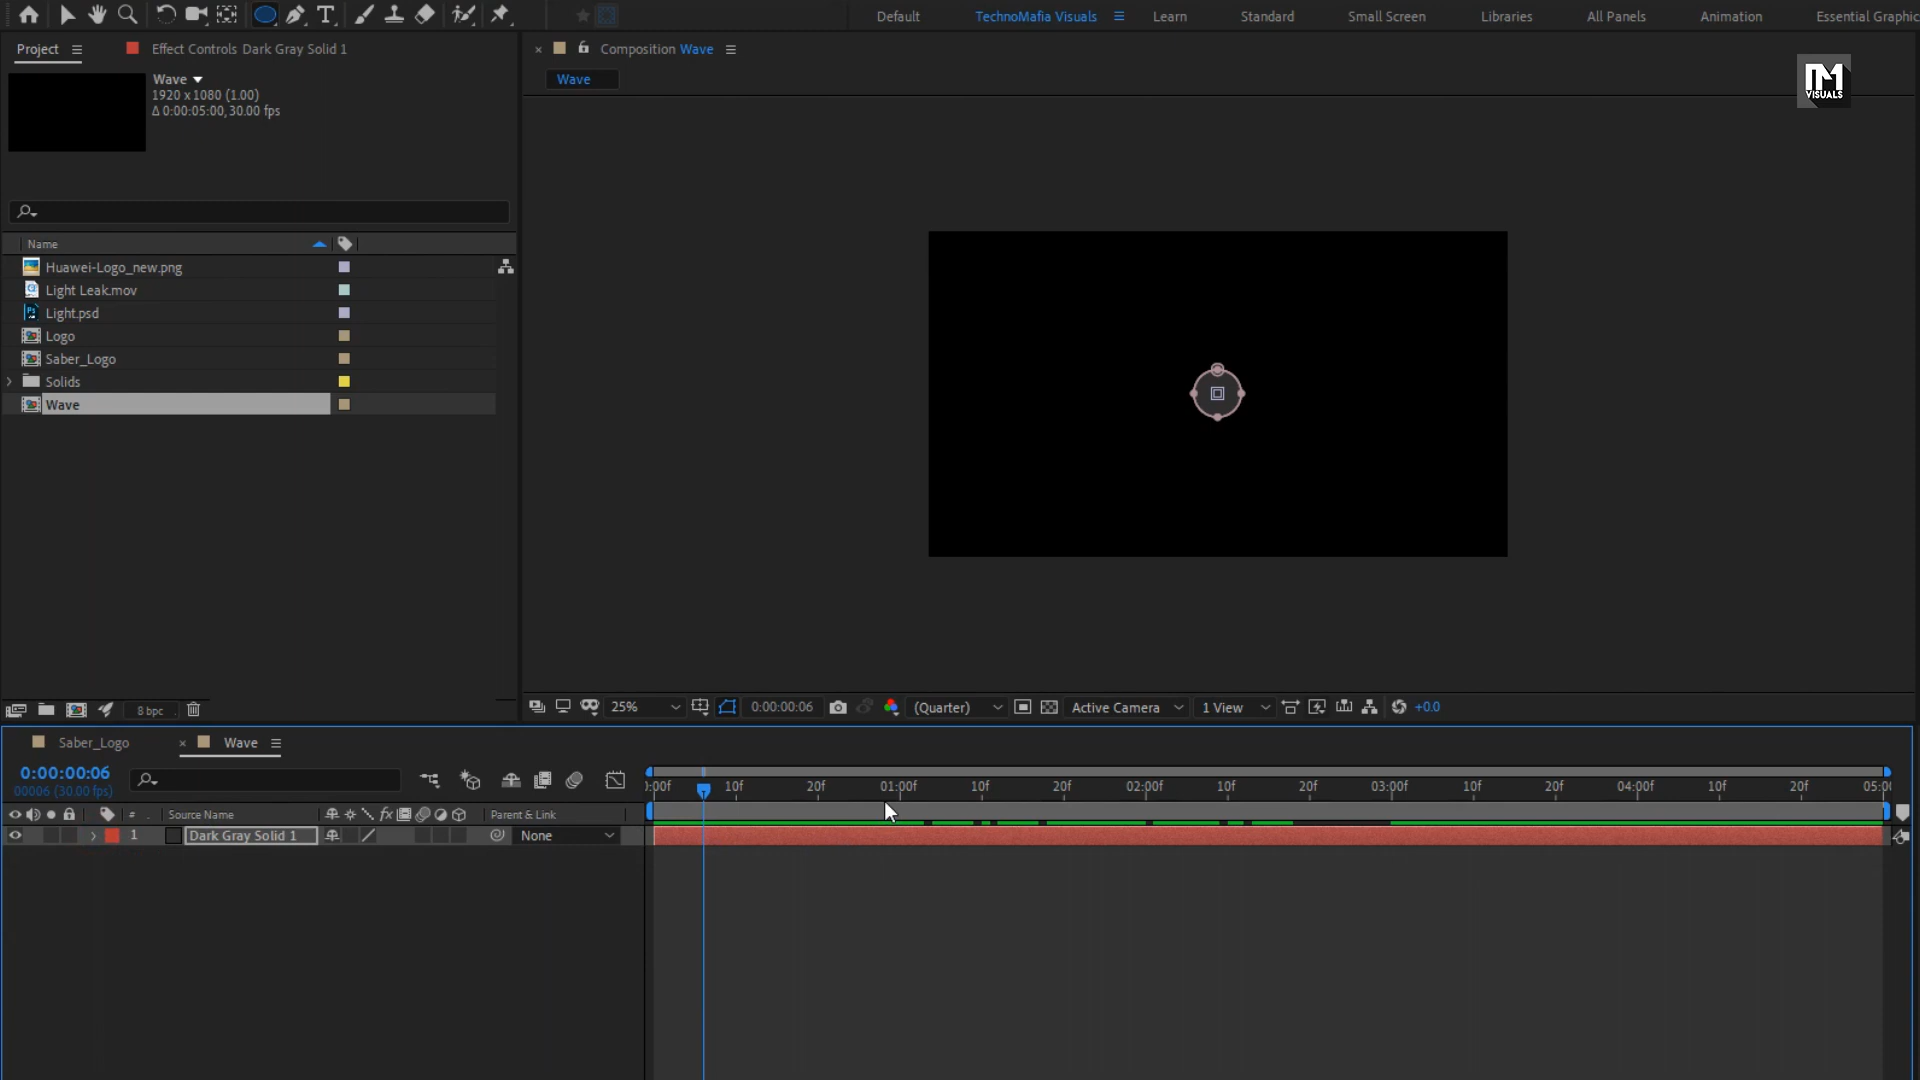 Default
TechnoMafia Visuals
Learn
Standard
Small Screen
Libraries
All Panels
Animation
Essential Graphic
Project
Effect Controls Dark Gray Solid 1
Composition Wave
Wave
1920 x 1080 (1.00)
Δ 0:00:05:00, 30.00 fps
Wave
VISUALS
Name
Huawei-Logo_new.png
Light Leak.mov
Light.psd
Logo
Saber_Logo
Solids
Wave
8 bpc
25%
0:00:00:06
(Quarter)
Active Camera
1 View
+0.0
Saber_Logo
Wave
0:00:00:06
00006 (30.00 fps)
:00f
10f
20f
01:00f
10f
20f
02:00f
10f
20f
03:00f
10f
20f
04:00f
10f
20f
05:00
# Source Name
fx
Parent & Link
1
Dark Gray Solid 1
None